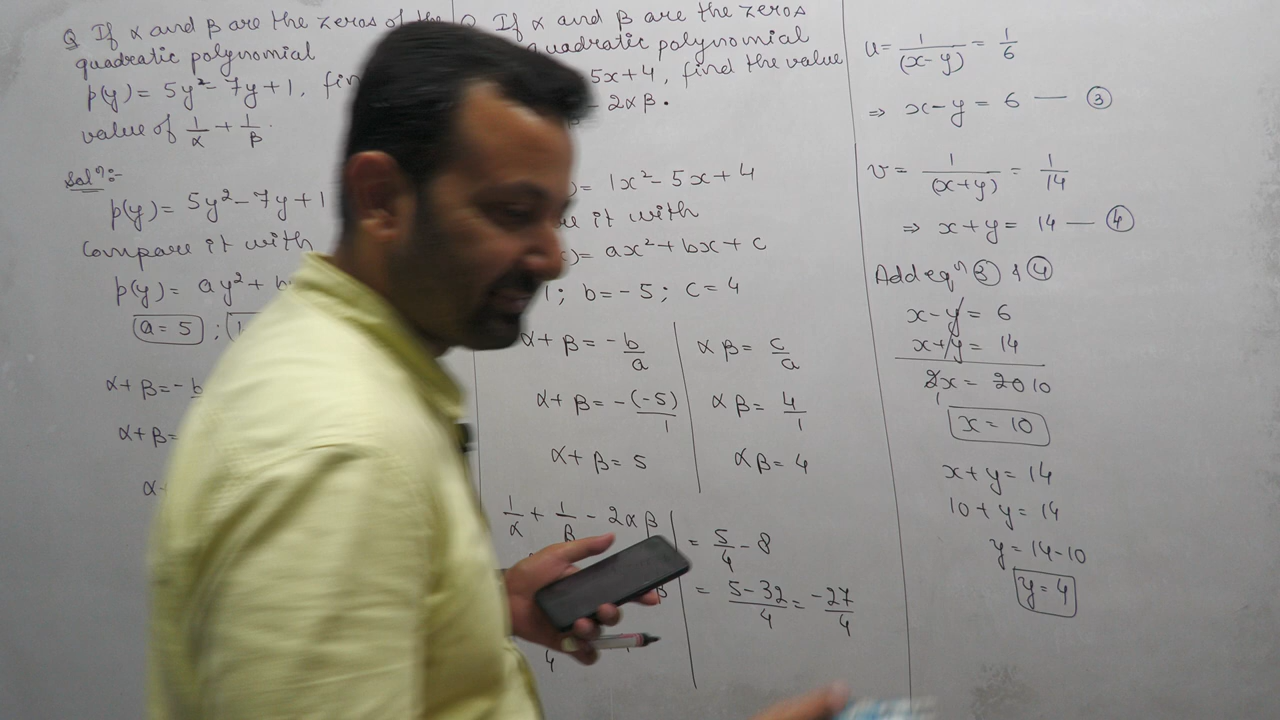 Q If α and β are the zeros of the
quadratic polynomial
p(y) = 5y² - 7y + 1, fin
value of 1/α + 1/β.
Solⁿ:-
p(y) = 5y² - 7y + 1
Compare it with
p(y) = ay² + b
a = 5 ;
α + β = - b
α + β =
α
Q If α and β are the zeros
quadratic polynomial
5x + 4, find the value
- 2αβ.
) = 1x² - 5x + 4
it with
) = ax² + bx + c
1 ; b = - 5 ; c = 4
α + β = - b/a
α + β = - (-5)/1
α + β = 5
αβ = c/a
αβ = 4/1
αβ = 4
1/α + 1/β - 2αβ
β
4
= 5/4 - 8
= 5 - 32/4 = -27/4
u = 1/(x - y) = 1/6
⇒ x - y = 6 — ③
v = 1/(x + y) = 1/14
⇒ x + y = 14 — ④
Add eqⁿ ③ & ④
x - y = 6
x + y = 14
2x = 20 10
1
x = 10
x + y = 14
10 + y = 14
y = 14 - 10
y = 4